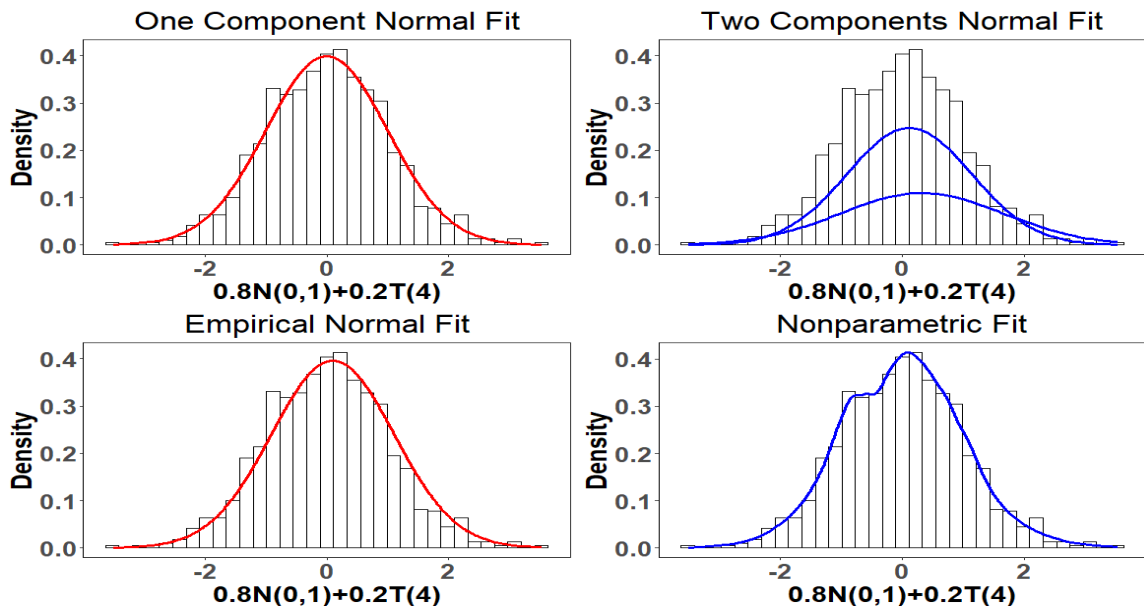 One Component Normal Fit
Density
0.4
0.3
0.2
0.1
0.0
-2 0 2
0.8N(0,1)+0.2T(4)
Two Components Normal Fit
Density
0.4
0.3
0.2
0.1
0.0
-2 0 2
0.8N(0,1)+0.2T(4)
Empirical Normal Fit
Density
0.4
0.3
0.2
0.1
0.0
-2 0 2
0.8N(0,1)+0.2T(4)
Nonparametric Fit
Density
0.4
0.3
0.2
0.1
0.0
-2 0 2
0.8N(0,1)+0.2T(4)